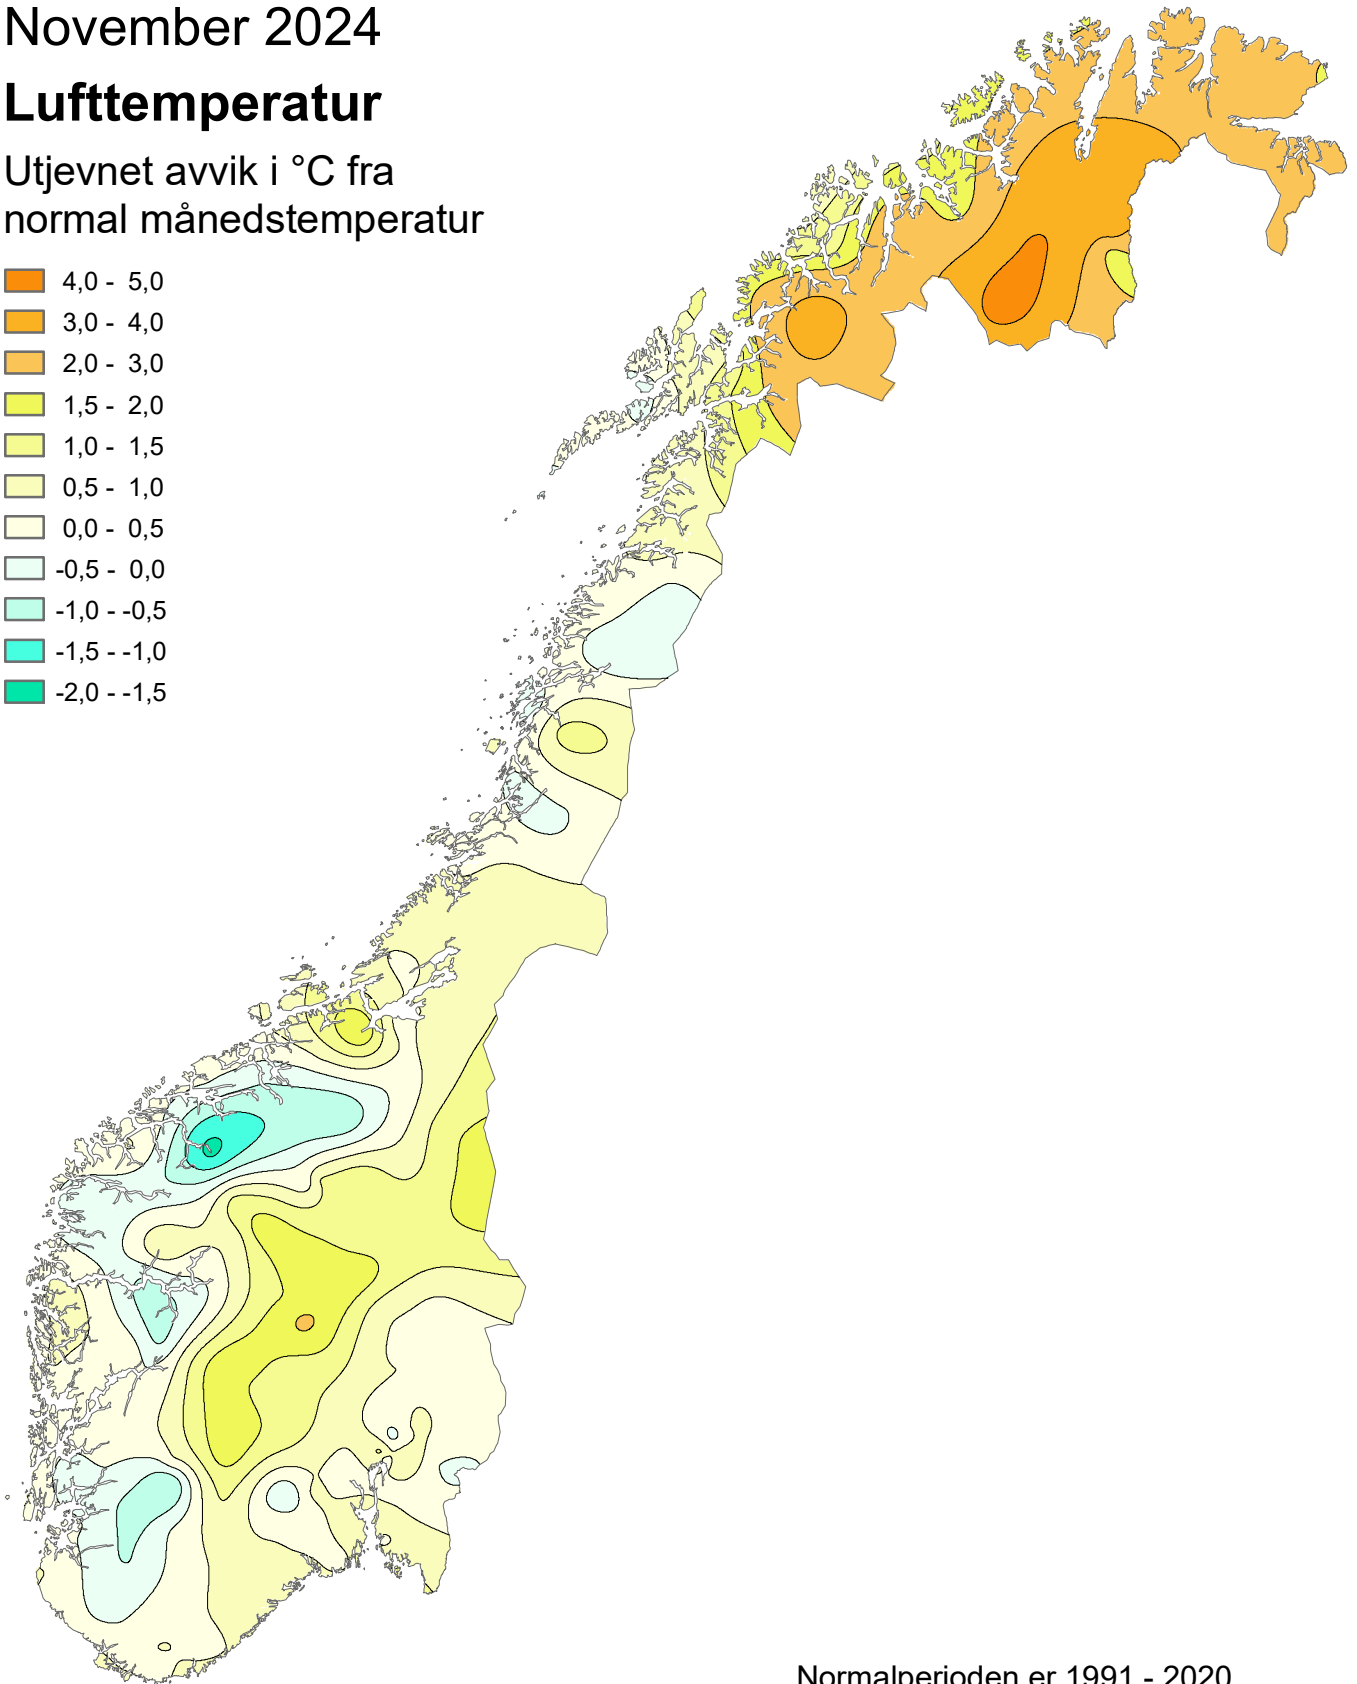 November 2024
Lufttemperatur
Utjevnet avvik i °C fra
normal månedstemperatur
4,0 - 5,0
3,0 - 4,0
2,0 - 3,0
1,5 - 2,0
1,0 - 1,5
0,5 - 1,0
0,0 - 0,5
-0,5 - 0,0
-1,0 - -0,5
-1,5 - -1,0
-2,0 - -1,5
Normalperioden er 1991 - 2020